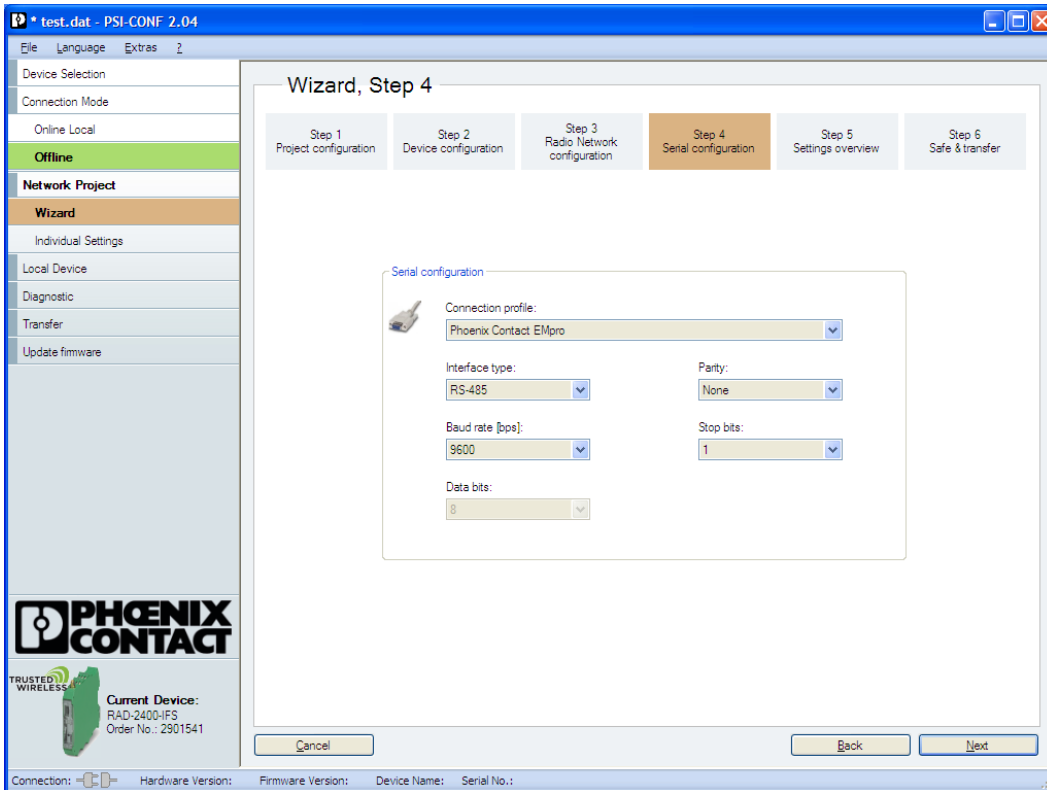 * test.dat - PSI-CONF 2.04
File Language Extras ?
Device Selection
Connection Mode
Online Local
Offline
Network Project
Wizard
Individual Settings
Local Device
Diagnostic
Transfer
Update firmware
PHŒNIX
CONTACT
TRUSTED
WIRELESS
Current Device:
RAD-2400-IFS
Order No.: 2901541
Wizard, Step 4
Step 1
Project configuration
Step 2
Device configuration
Step 3
Radio Network
configuration
Step 4
Serial configuration
Step 5
Settings overview
Step 6
Safe & transfer
Serial configuration
Connection profile:
Phoenix Contact EMpro
Interface type:
RS-485
Parity:
None
Baud rate [bps]:
9600
Stop bits:
1
Data bits:
8
Cancel
Back
Next
Connection: Hardware Version: Firmware Version: Device Name: Serial No.: